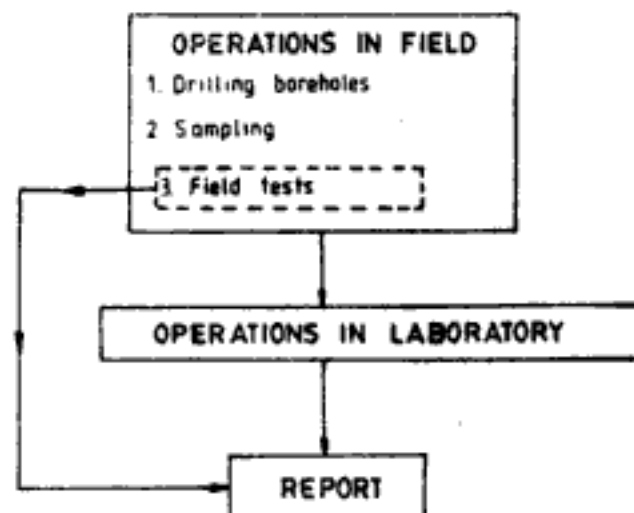 OPERATIONS IN FIELD
1. Drilling boreholes
2 Sampling
3. Field tests
OPERATIONS IN LABORATORY
REPORT